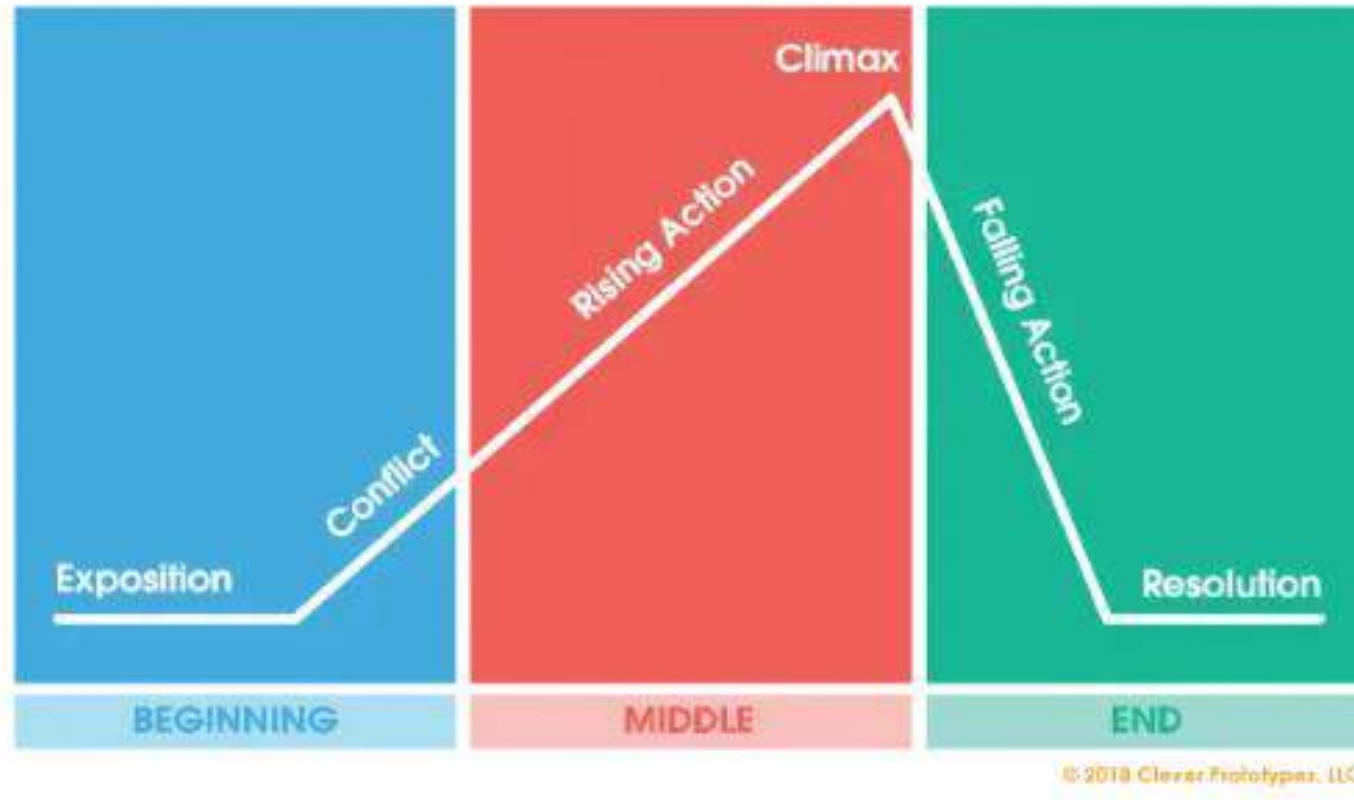 Climax
Rising Action
Falling Action
Conflict
Exposition
Resolution
BEGINNING
MIDDLE
END
© 2018 Clever Prototypes, LLC